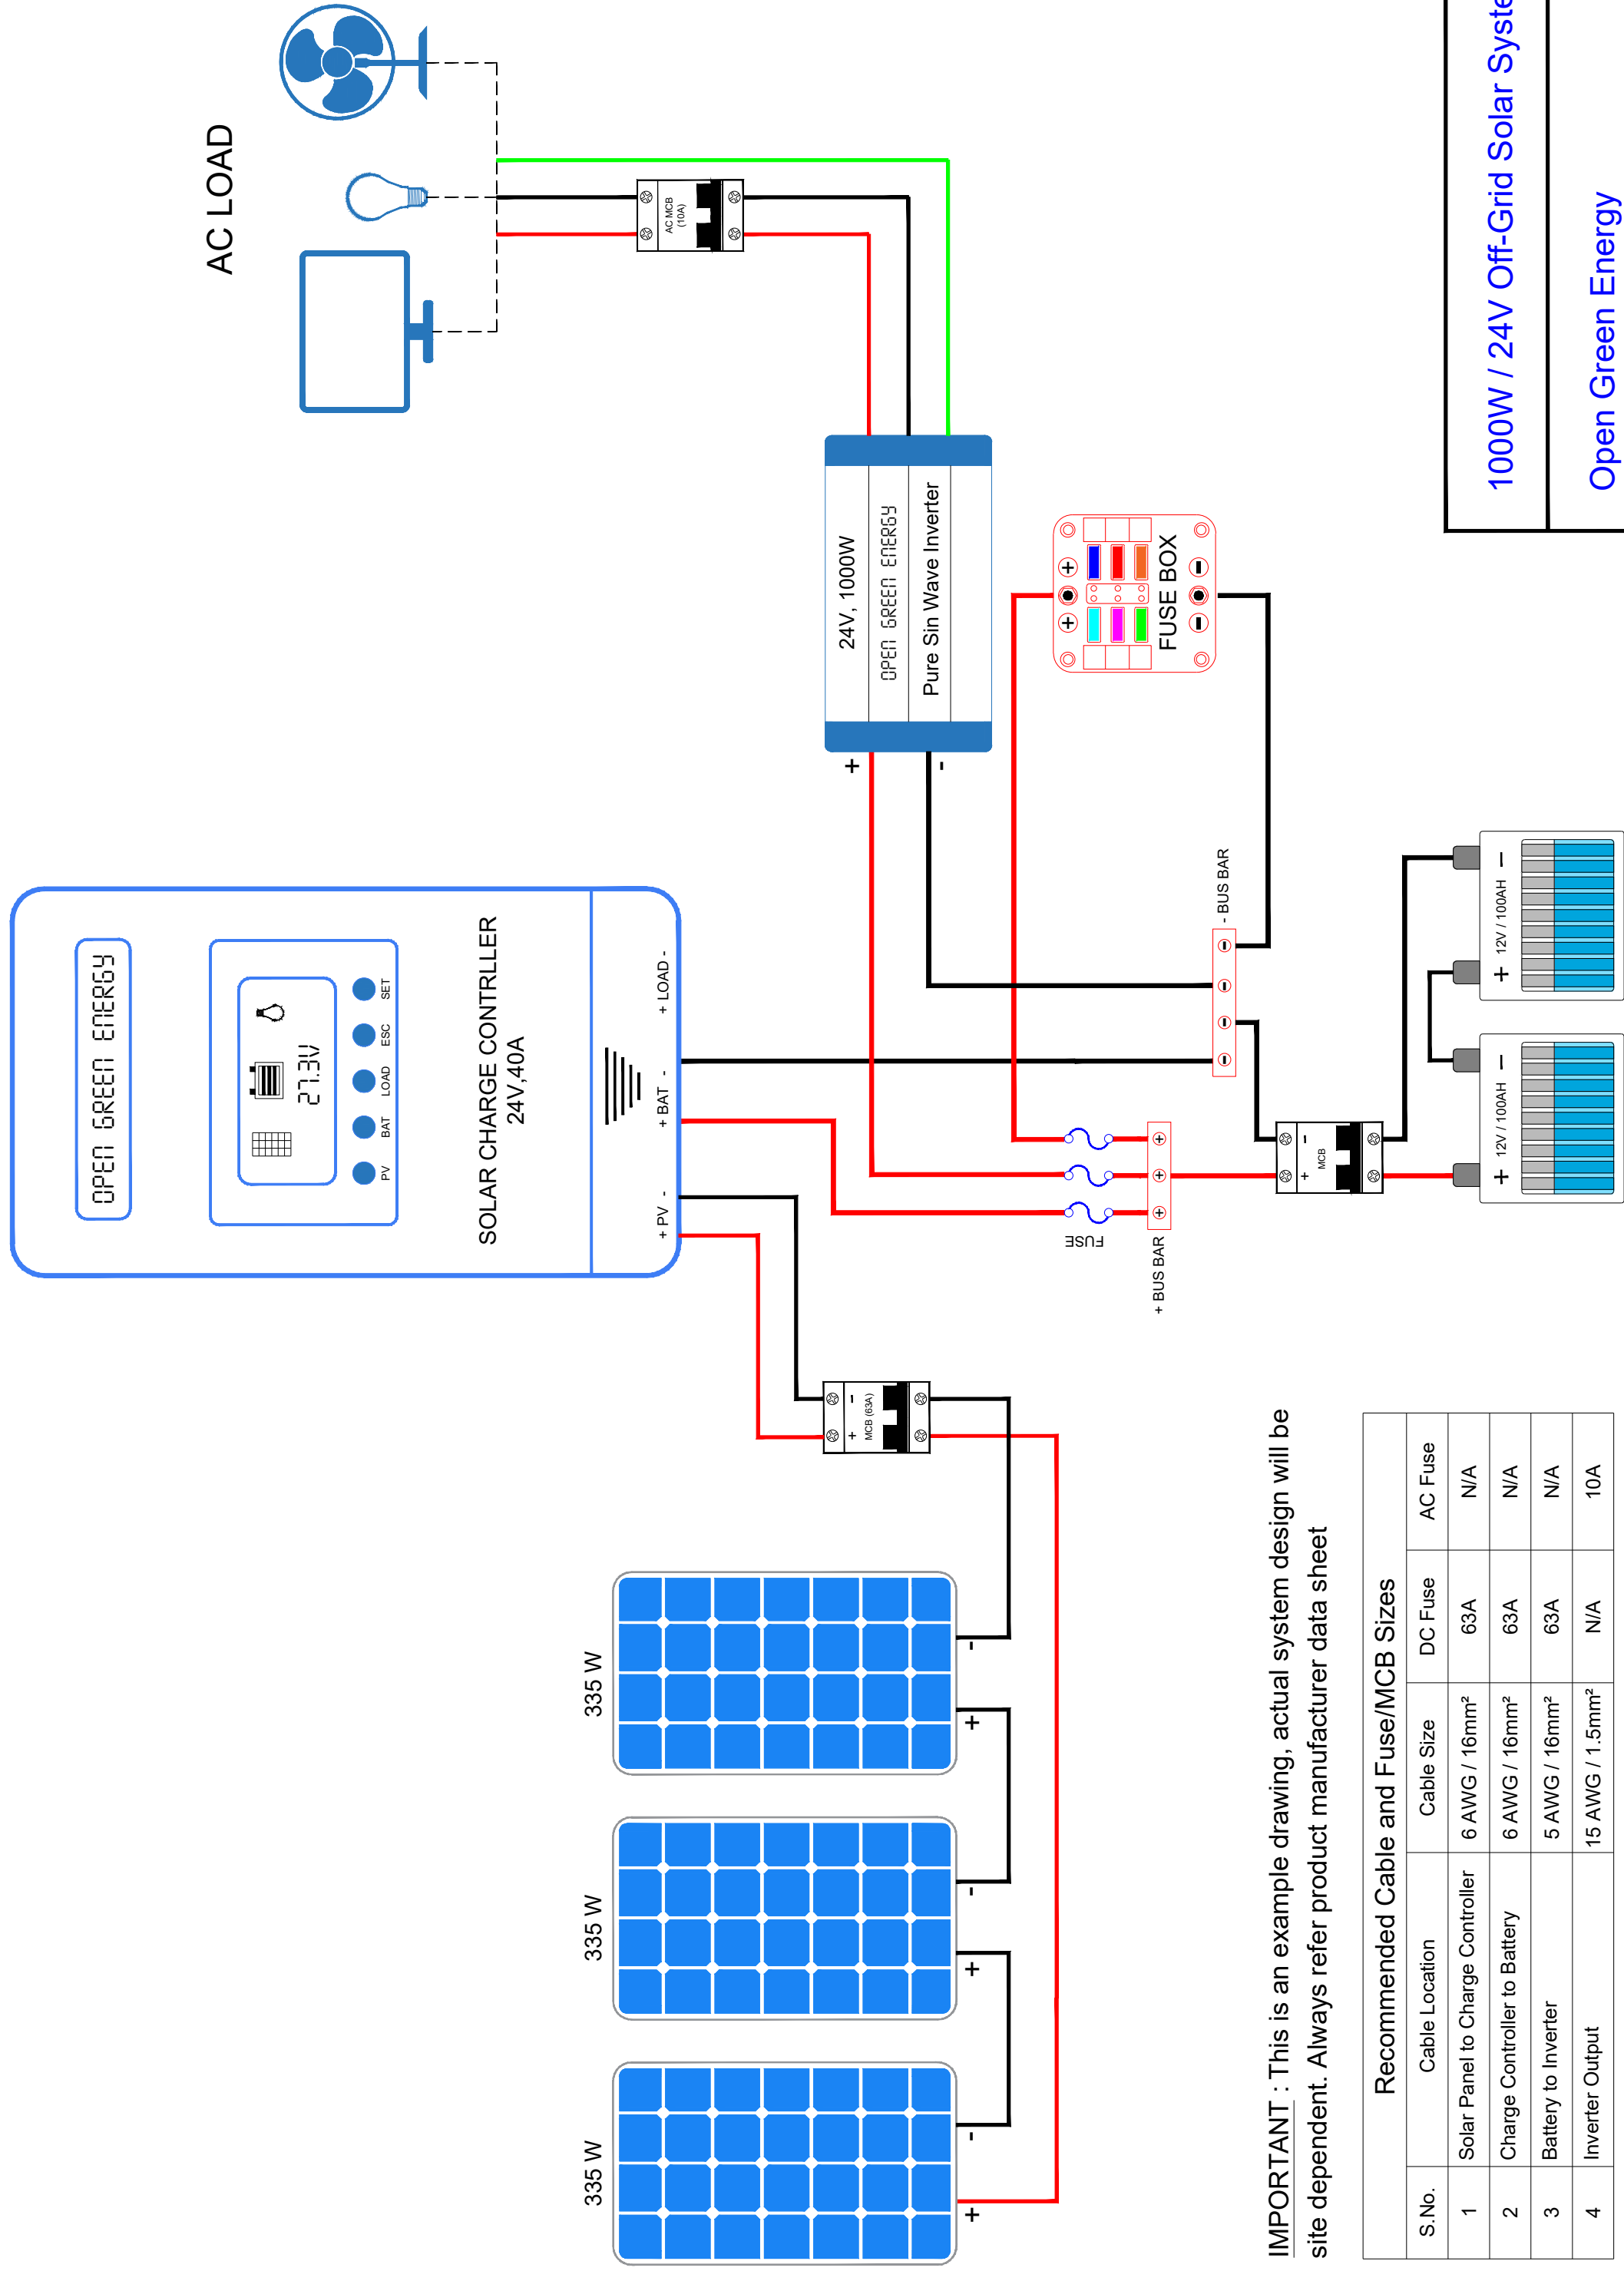 OPEN GREEN ENERGY
27.3V
PV BAT LOAD ESC SET
SOLAR CHARGE CONTRLLER
24V,40A
+ PV - + BAT - + LOAD -
AC LOAD
335 W
335 W
335 W
+ - + - + -
+ -
MCB (63A)
AC MCB
(10A)
+
-
24V, 1000W
OPEN GREEN ENERGY
Pure Sin Wave Inverter
+ +
FUSE BOX
- -
FUSE
+ BUS BAR
+ + +
- BUS BAR
- - - -
+ -
MCB
+ 12V / 100AH -
+ 12V / 100AH -
IMPORTANT : This is an example drawing, actual system design will be
site dependent. Always refer product manufacturer data sheet
Recommended Cable and Fuse/MCB Sizes
S.No. Cable Location Cable Size DC Fuse AC Fuse
1 Solar Panel to Charge Controller 6 AWG / 16mm² 63A N/A
2 Charge Controller to Battery 6 AWG / 16mm² 63A N/A
3 Battery to Inverter 5 AWG / 16mm² 63A N/A
4 Inverter Output 15 AWG / 1.5mm² N/A 10A
1000W / 24V Off-Grid Solar Syste
Open Green Energy